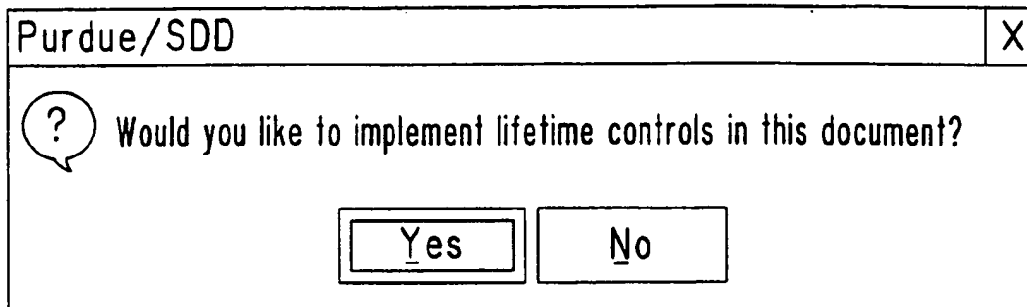 Purdue/SDD X
? Would you like to implement lifetime controls in this document?
Yes No